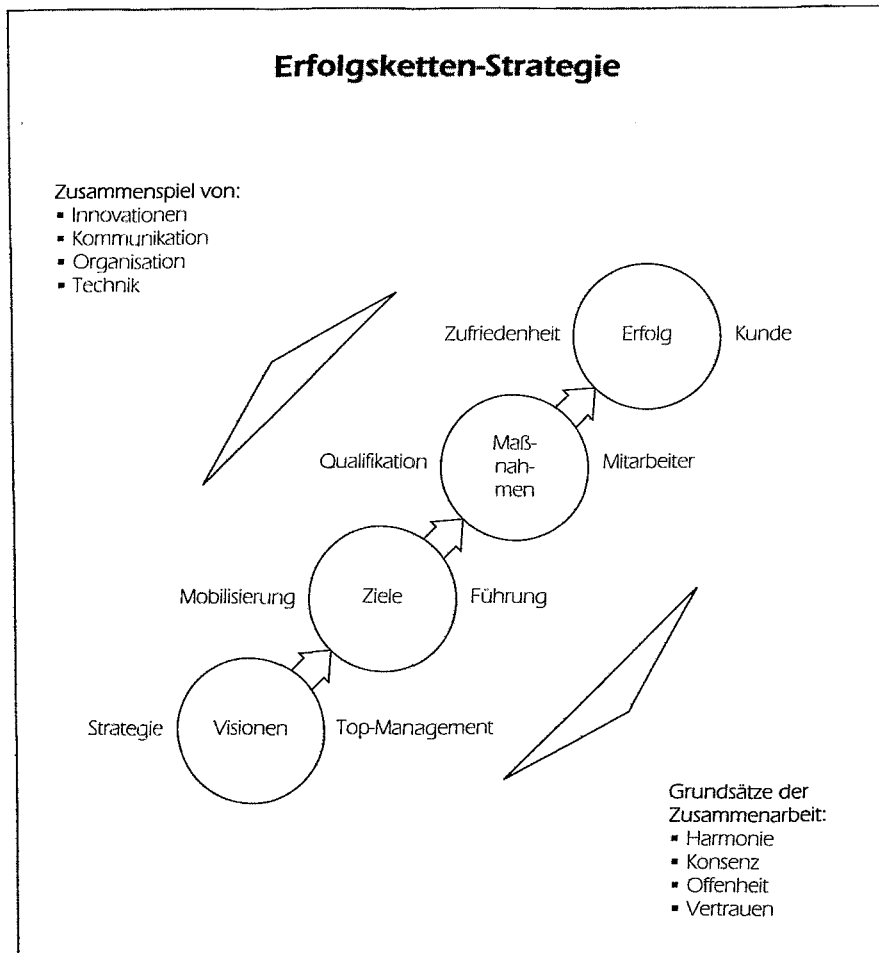 Erfolgsketten-Strategie
Zusammenspiel von:
▪ Innovationen
▪ Kommunikation
▪ Organisation
▪ Technik
Zufriedenheit Erfolg Kunde
Qualifikation Maß-
nah-
men Mitarbeiter
Mobilisierung Ziele Führung
Strategie Visionen Top-Management
Grundsätze der
Zusammenarbeit:
▪ Harmonie
▪ Konsenz
▪ Offenheit
▪ Vertrauen